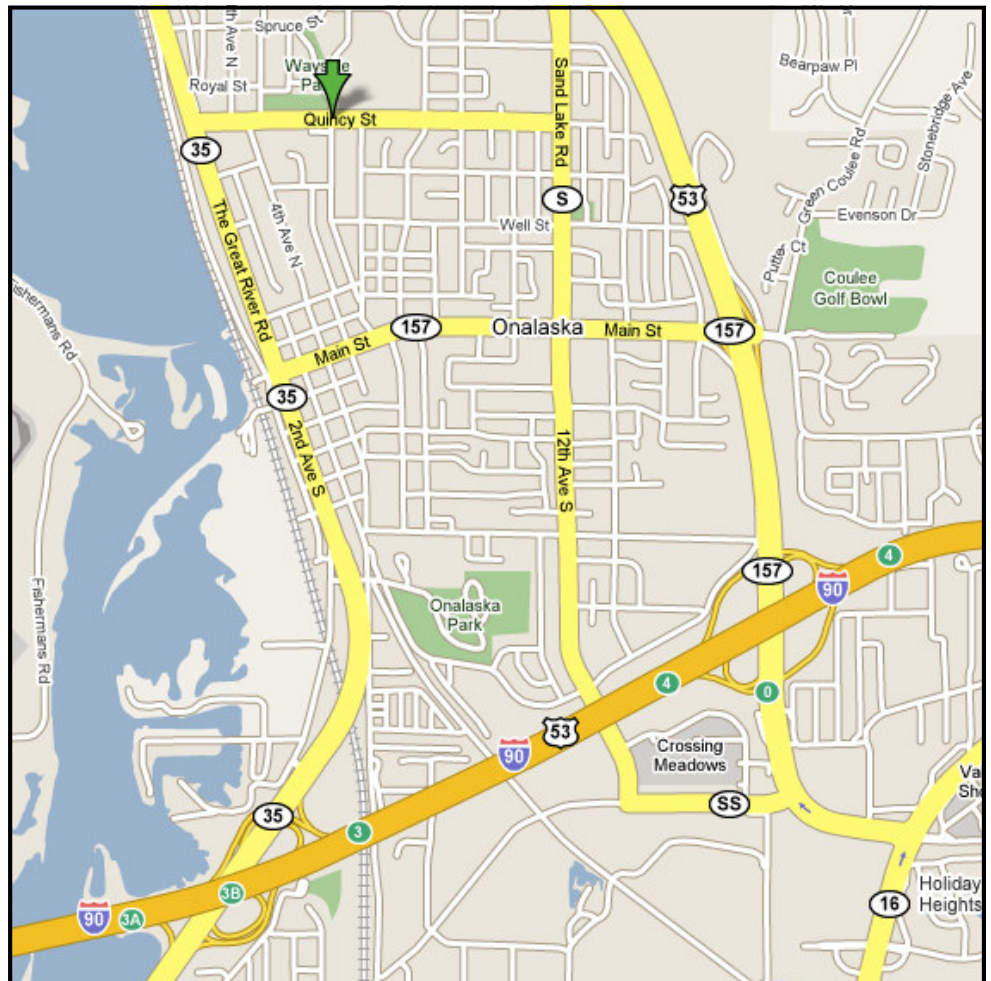 Spruce St
4th Ave N
Royal St
Quincy St
Sand Lake Rd
Bearpaw Pl
Stonebridge Ave
Green Coulee Rd
35
S
53
Evenson Dr
Well St
4th Ave N
The Great River Rd
Putter Ct
Coulee
Golf Bowl
Fishermans Rd
157
Onalaska
Main St
157
Main St
35
2nd Ave S
12th Ave S
157
4
90
Fishermans Rd
Onalaska
Park
4
0
53
90
Crossing
Meadows
SS
35
3
3B
3A
90
16
Holiday
Heights